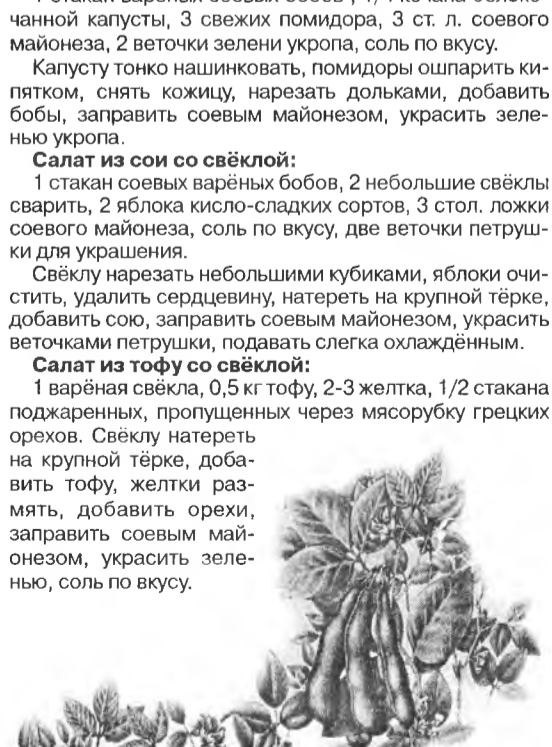 чанной капусты, 3 свежих помидора, 3 ст. л. соевого
майонеза, 2 веточки зелени укропа, соль по вкусу.
Капусту тонко нашинковать, помидоры ошпарить ки-
пятком, снять кожицу, нарезать дольками, добавить
бобы, заправить соевым майонезом, украсить зеле-
нью укропа.
Салат из сои со свёклой:
1 стакан соевых варёных бобов, 2 небольшие свёклы
сварить, 2 яблока кисло-сладких сортов, 3 стол. ложки
соевого майонеза, соль по вкусу, две веточки петруш-
ки для украшения.
Свёклу нарезать небольшими кубиками, яблоки очи-
стить, удалить сердцевину, натереть на крупной тёрке,
добавить сою, заправить соевым майонезом, украсить
веточками петрушки, подавать слегка охлаждённым.
Салат из тофу со свёклой:
1 варёная свёкла, 0,5 кг тофу, 2-3 желтка, 1/2 стакана
поджаренных, пропущенных через мясорубку грецких
орехов. Свёклу натереть
на крупной тёрке, доба-
вить тофу, желтки раз-
мять, добавить орехи,
заправить соевым май-
онезом, украсить зеле-
нью, соль по вкусу.